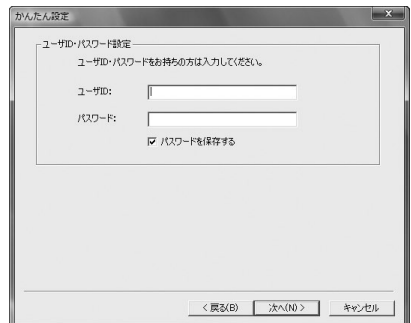 かんたん設定
ユーザID・パスワード設定
ユーザID・パスワードをお持ちの方は入力してください。
ユーザID:
パスワード:
パスワードを保存する
< 戻る(B)
次へ(N) >
キャンセル